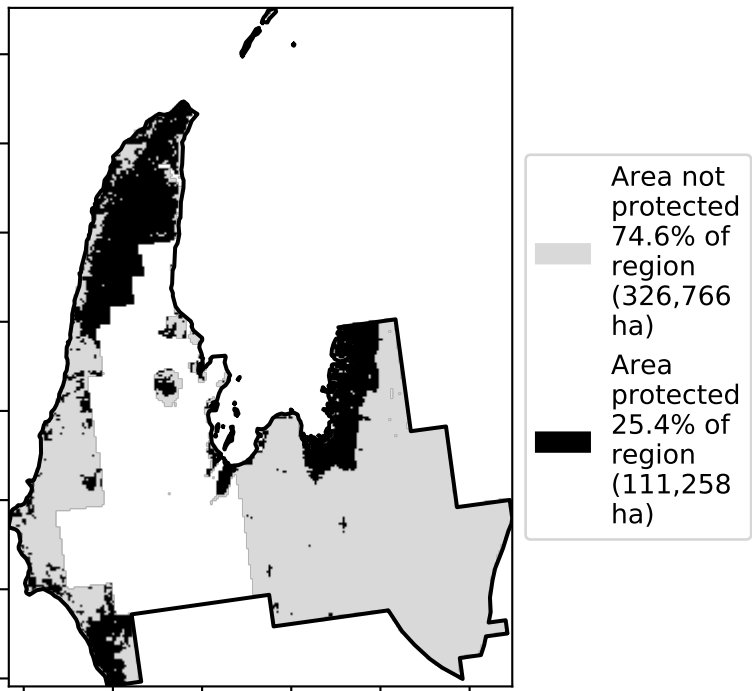 Area not
protected
74.6% of
region
(326,766
ha)
Area
protected
25.4% of
region
(111,258
ha)